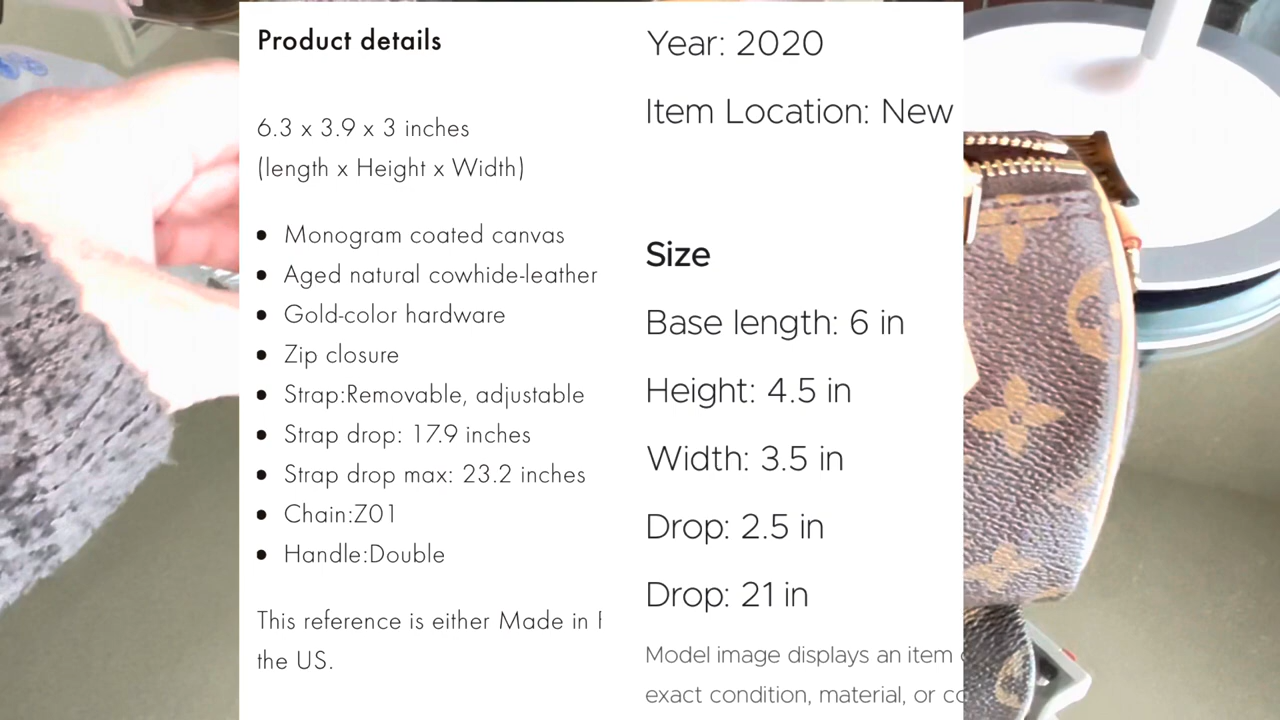 Product details
6.3 x 3.9 x 3 inches
(length x Height x Width)
Monogram coated canvas
Aged natural cowhide-leather
Gold-color hardware
Zip closure
Strap:Removable, adjustable
Strap drop: 17.9 inches
Strap drop max: 23.2 inches
Chain:Z01
Handle:Double
This reference is either Made in
the US.
Year: 2020
Item Location: New
Size
Base length: 6 in
Height: 4.5 in
Width: 3.5 in
Drop: 2.5 in
Drop: 21 in
Model image displays an item
exact condition, material, or